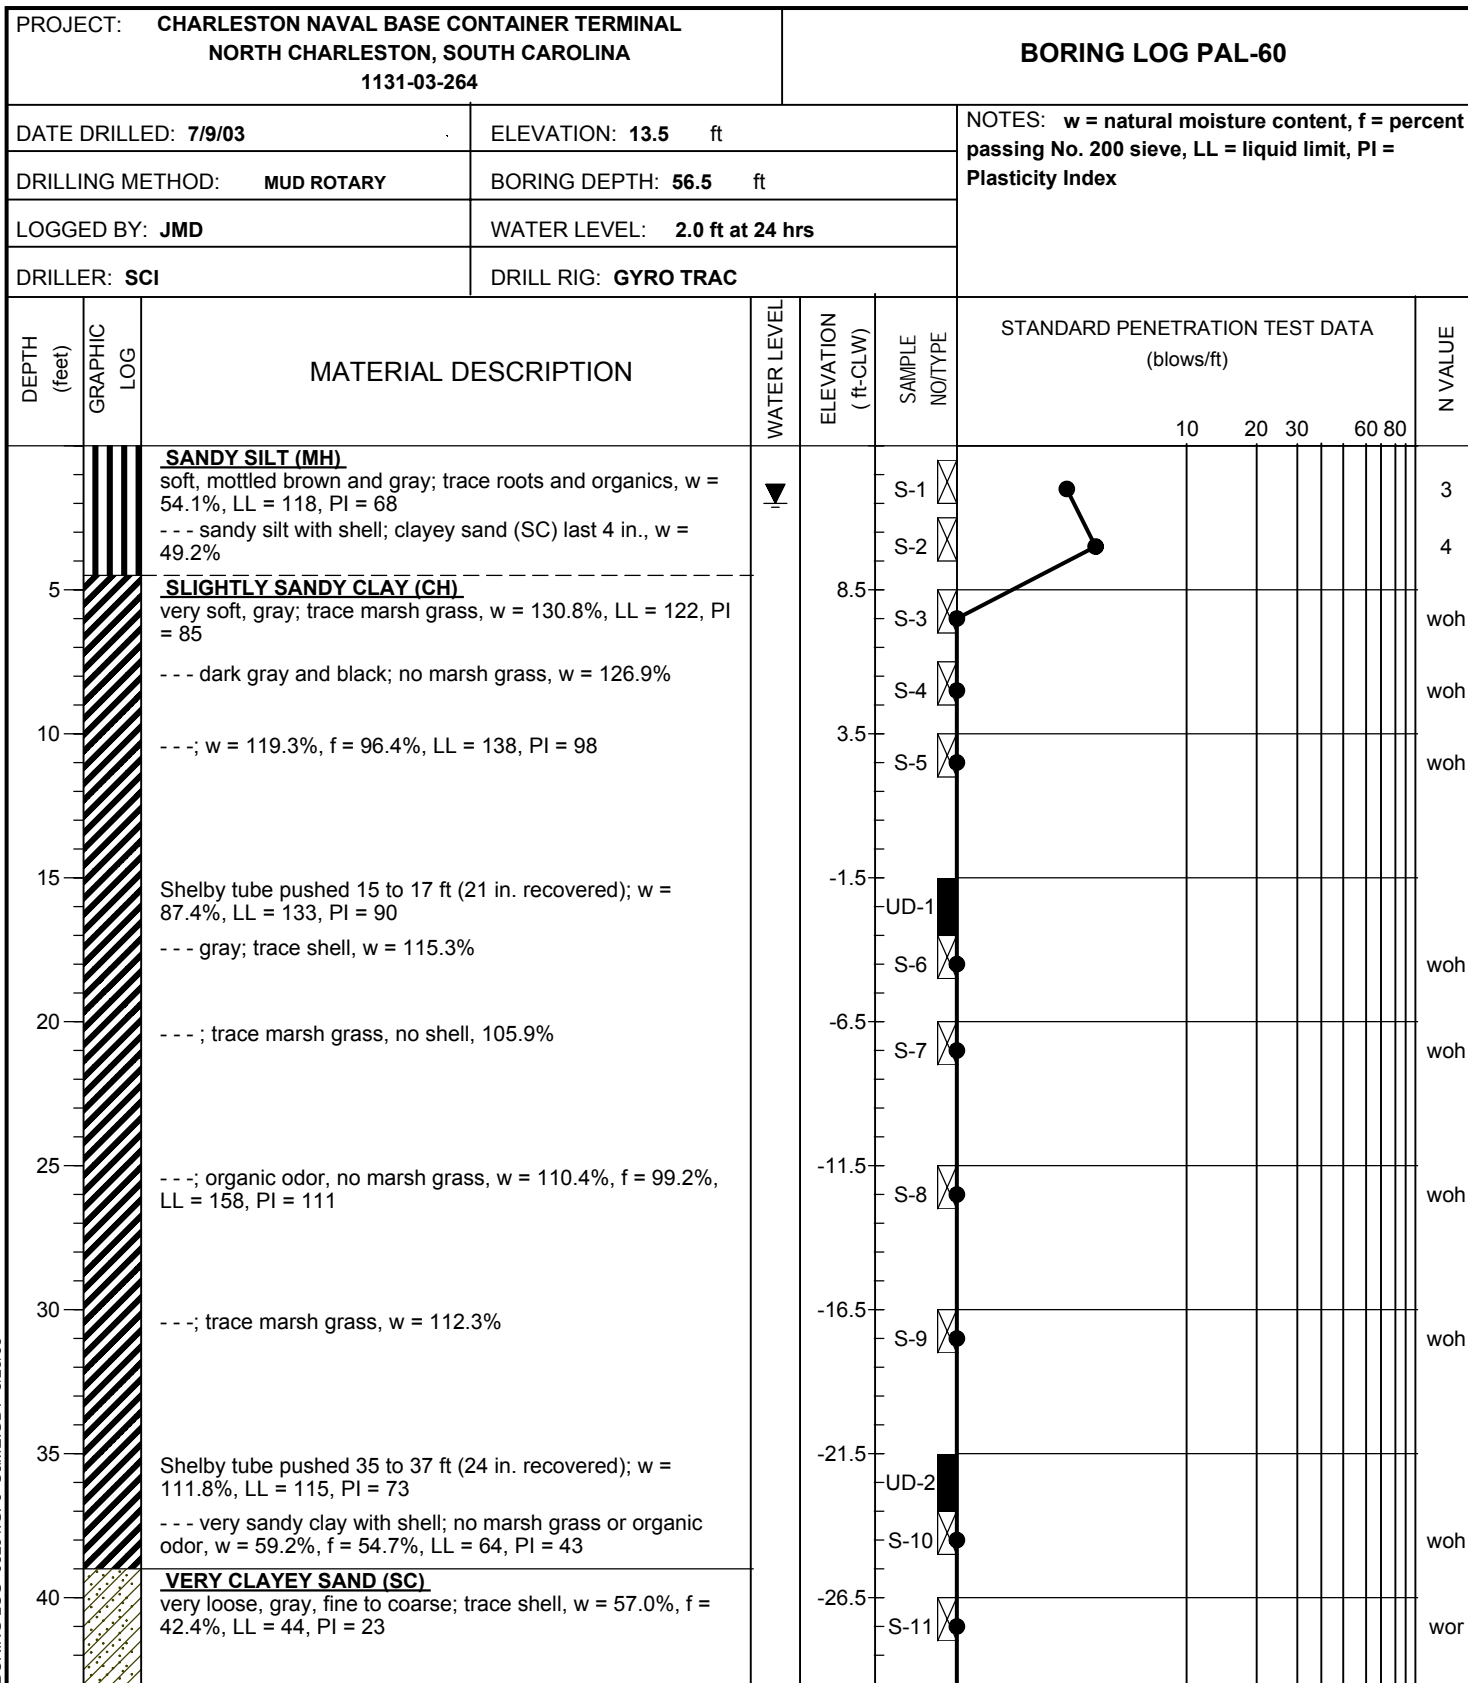 PROJECT: CHARLESTON NAVAL BASE CONTAINER TERMINAL
NORTH CHARLESTON, SOUTH CAROLINA
1131-03-264
BORING LOG PAL-60
DATE DRILLED: 7/9/03
ELEVATION: 13.5 ft
DRILLING METHOD: MUD ROTARY
BORING DEPTH: 56.5 ft
LOGGED BY: JMD
WATER LEVEL: 2.0 ft at 24 hrs
DRILLER: SCI
DRILL RIG: GYRO TRAC
NOTES: w = natural moisture content, f = percent
passing No. 200 sieve, LL = liquid limit, PI =
Plasticity Index
DEPTH
(feet)
GRAPHIC
LOG
MATERIAL DESCRIPTION
WATER LEVEL
ELEVATION
( ft-CLW)
SAMPLE
NO/TYPE
STANDARD PENETRATION TEST DATA
(blows/ft)
10 20 30 60 80
N VALUE
SANDY SILT (MH)
soft, mottled brown and gray; trace roots and organics, w =
54.1%, LL = 118, PI = 68
S-1 3
- - - sandy silt with shell; clayey sand (SC) last 4 in., w =
49.2%
S-2 4
5 8.5
SLIGHTLY SANDY CLAY (CH)
very soft, gray; trace marsh grass, w = 130.8%, LL = 122, PI
= 85
S-3 woh
- - - dark gray and black; no marsh grass, w = 126.9%
S-4 woh
10 3.5
- - -; w = 119.3%, f = 96.4%, LL = 138, PI = 98
S-5 woh
15 -1.5
Shelby tube pushed 15 to 17 ft (21 in. recovered); w =
87.4%, LL = 133, PI = 90
UD-1
- - - gray; trace shell, w = 115.3%
S-6 woh
20 -6.5
- - - ; trace marsh grass, no shell, 105.9%
S-7 woh
25 -11.5
- - -; organic odor, no marsh grass, w = 110.4%, f = 99.2%,
LL = 158, PI = 111
S-8 woh
30 -16.5
- - -; trace marsh grass, w = 112.3%
S-9 woh
35 -21.5
Shelby tube pushed 35 to 37 ft (24 in. recovered); w =
111.8%, LL = 115, PI = 73
UD-2
- - - very sandy clay with shell; no marsh grass or organic
odor, w = 59.2%, f = 54.7%, LL = 64, PI = 43
S-10 woh
VERY CLAYEY SAND (SC)
40 -26.5
very loose, gray, fine to coarse; trace shell, w = 57.0%, f =
42.4%, LL = 44, PI = 23
S-11 wor